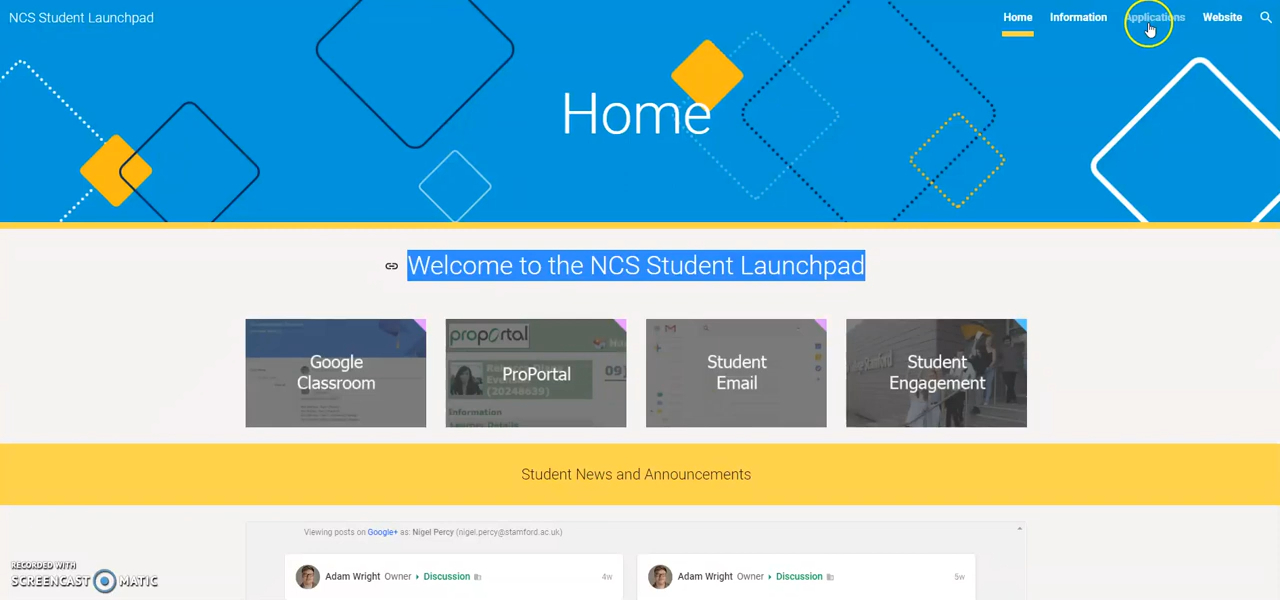 NCS Student Launchpad
Home Information Applications Website
Home
Welcome to the NCS Student Launchpad
Google
Classroom
proportal
ProPortal
Information
Student
Email
Student
Engagement
Student News and Announcements
Viewing posts on Google+ as: Nigel Percy (nigel.percy@stamford.ac.uk)
Adam Wright Owner Discussion 4w
Adam Wright Owner Discussion 5w
RECORDED WITH
SCREENCAST MATIC